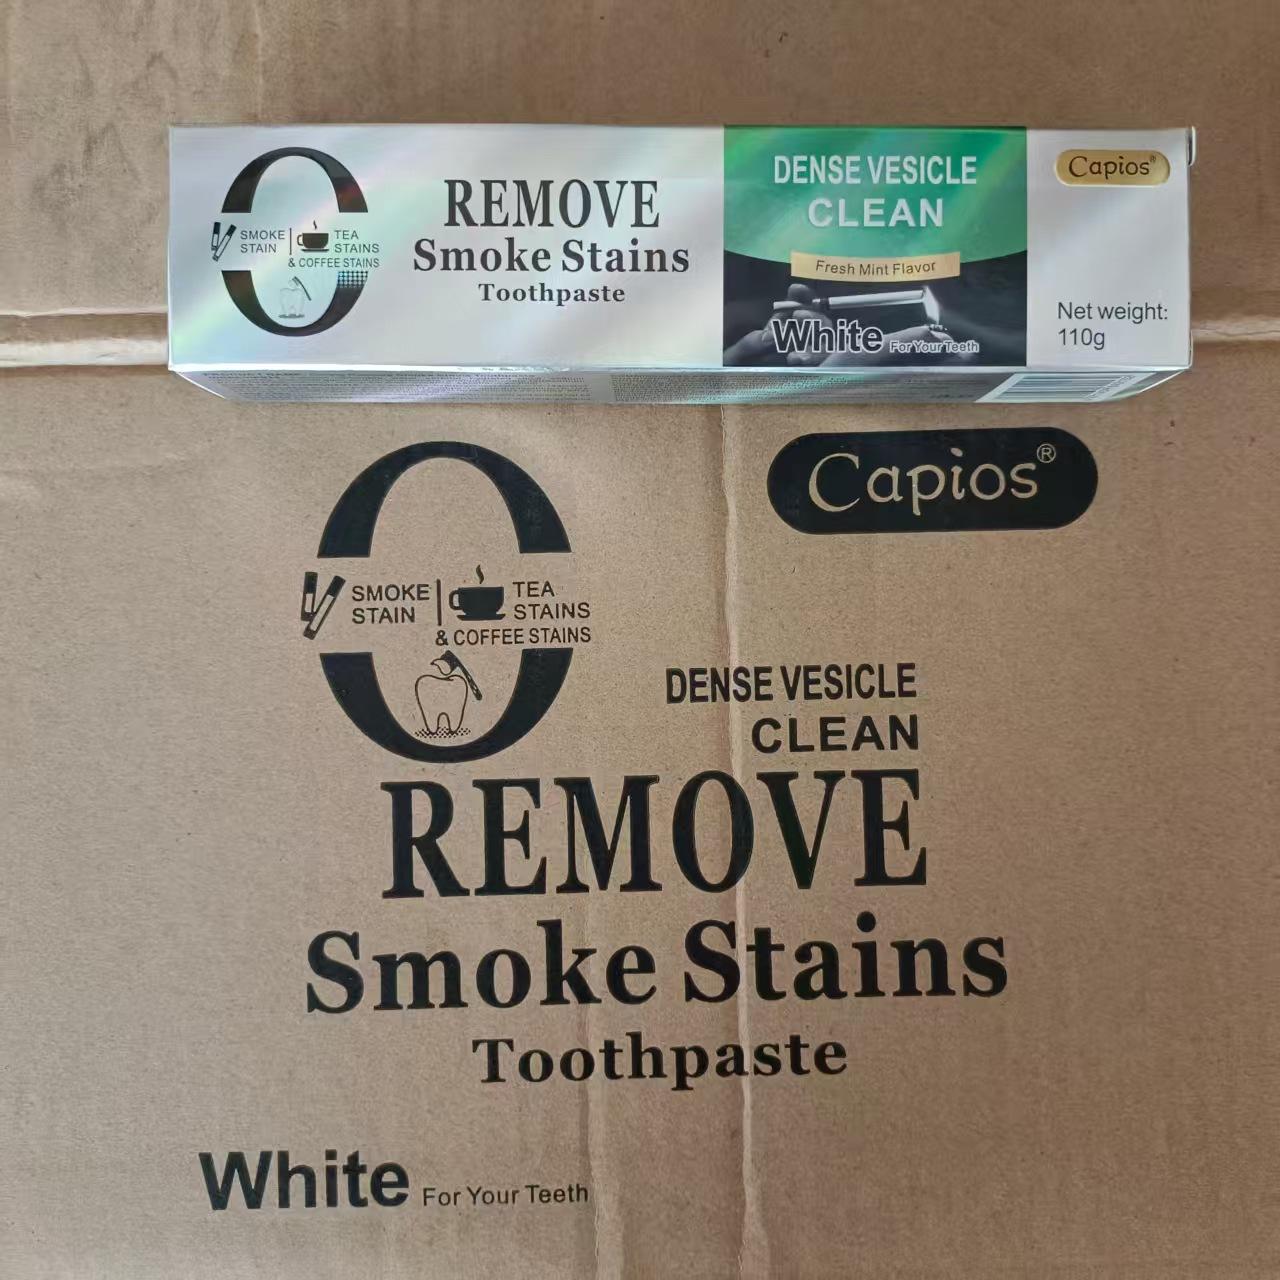 SMOKE STAIN
TEA STAINS
& COFFEE STAINS
REMOVE
Smoke Stains
Toothpaste
DENSE VESICLE
CLEAN
Fresh Mint Flavor
White For Your Teeth
Capios®
Net weight:
110g
Capios®
SMOKE STAIN
TEA STAINS
& COFFEE STAINS
DENSE VESICLE
CLEAN
REMOVE
Smoke Stains
Toothpaste
White For Your Teeth